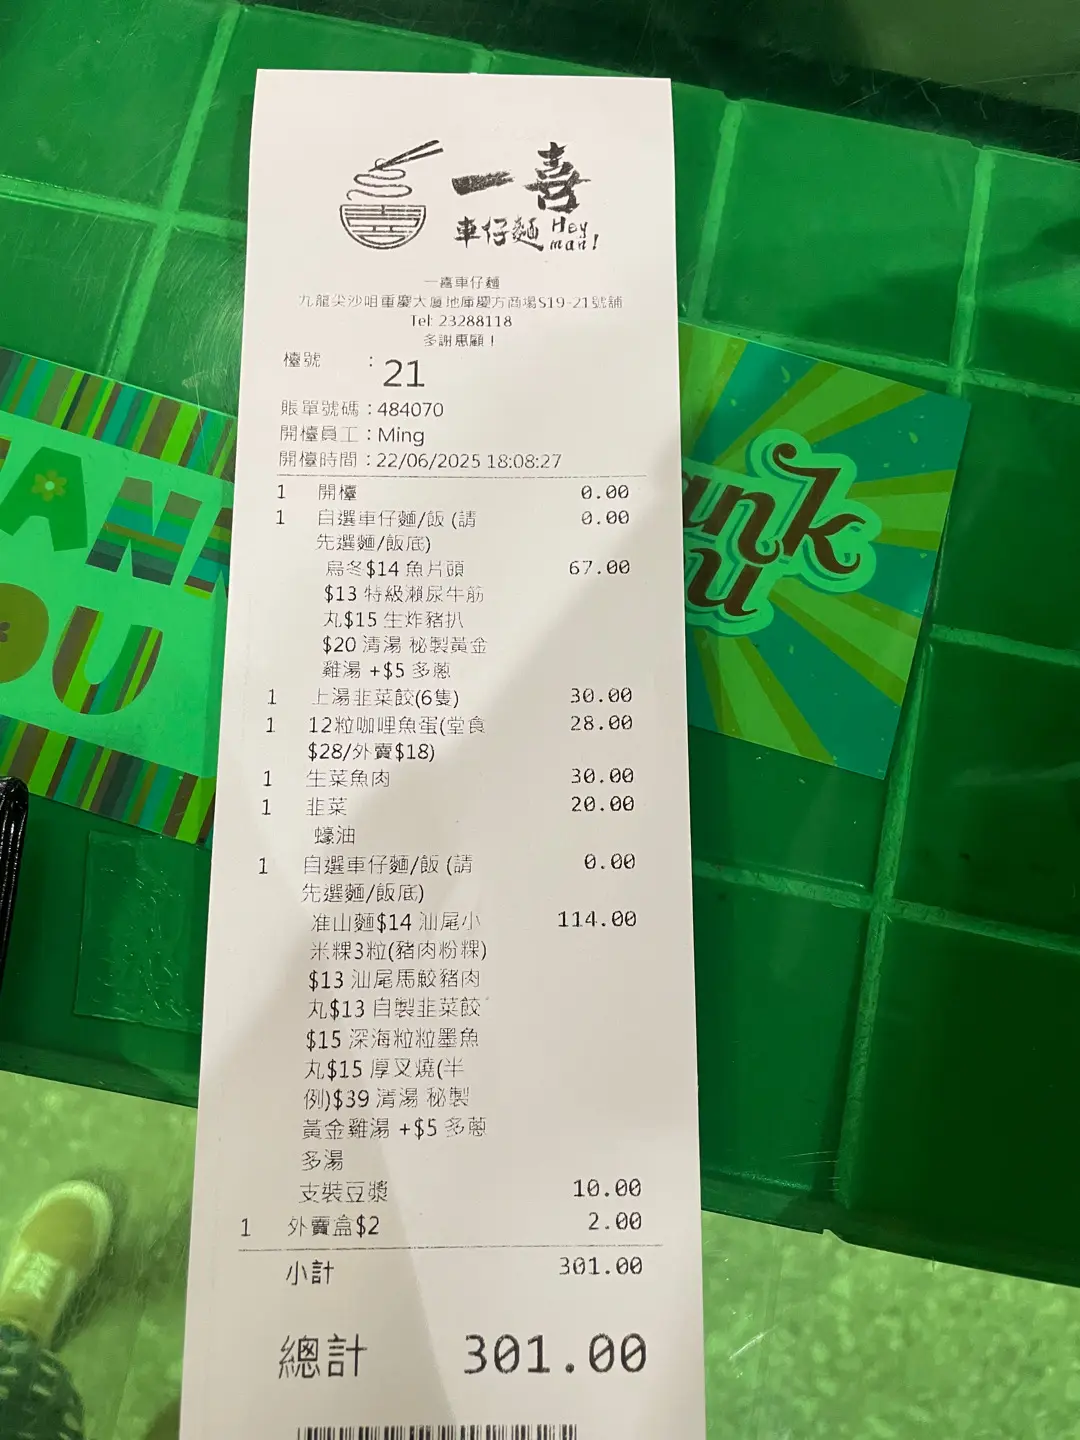 一喜
車仔麵 Hey man!
一喜車仔麵
九龍尖沙咀重慶大廈地庫慶方商場S19-21號舖
Tel: 23288118
多謝惠顧！
檯號 : 21
賬單號碼：484070
開檯員工：Ming
開檯時間：22/06/2025 18:08:27
1 開檯 0.00
1 自選車仔麵/飯 (請 0.00
先選麵/飯底)
烏冬$14 魚片頭 67.00
$13 特級瀨尿牛筋
丸$15 生炸豬扒
$20 清湯 秘製黃金
雞湯 +$5 多蔥
1 上湯韭菜餃(6隻) 30.00
1 12粒咖哩魚蛋(堂食 28.00
$28/外賣$18)
1 生菜魚肉 30.00
1 韭菜 20.00
蠔油
1 自選車仔麵/飯 (請 0.00
先選麵/飯底)
准山麵$14 汕尾小 114.00
米粿3粒(豬肉粉粿)
$13 汕尾馬鮫豬肉
丸$13 自製韭菜餃
$15 深海粒粒墨魚
丸$15 厚叉燒(半
例)$39 清湯 秘製
黃金雞湯 +$5 多蔥
多湯
支裝豆漿 10.00
1 外賣盒$2 2.00
小計 301.00
總計 301.00
THANK
YOU
ank
u